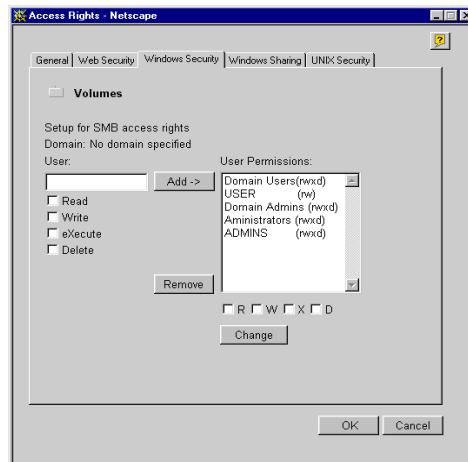 Access Rights - Netscape
General Web Security Windows Security Windows Sharing UNIX Security
Volumes
Setup for SMB access rights
Domain: No domain specified
User: User Permissions:
Add ->
Domain Users(rwxd)
USER (rw)
Domain Admins (rwxd)
Aministrators (rwxd)
ADMINS (rwxd)
Read
Write
eXecute
Delete
Remove
R W X D
Change
OK Cancel